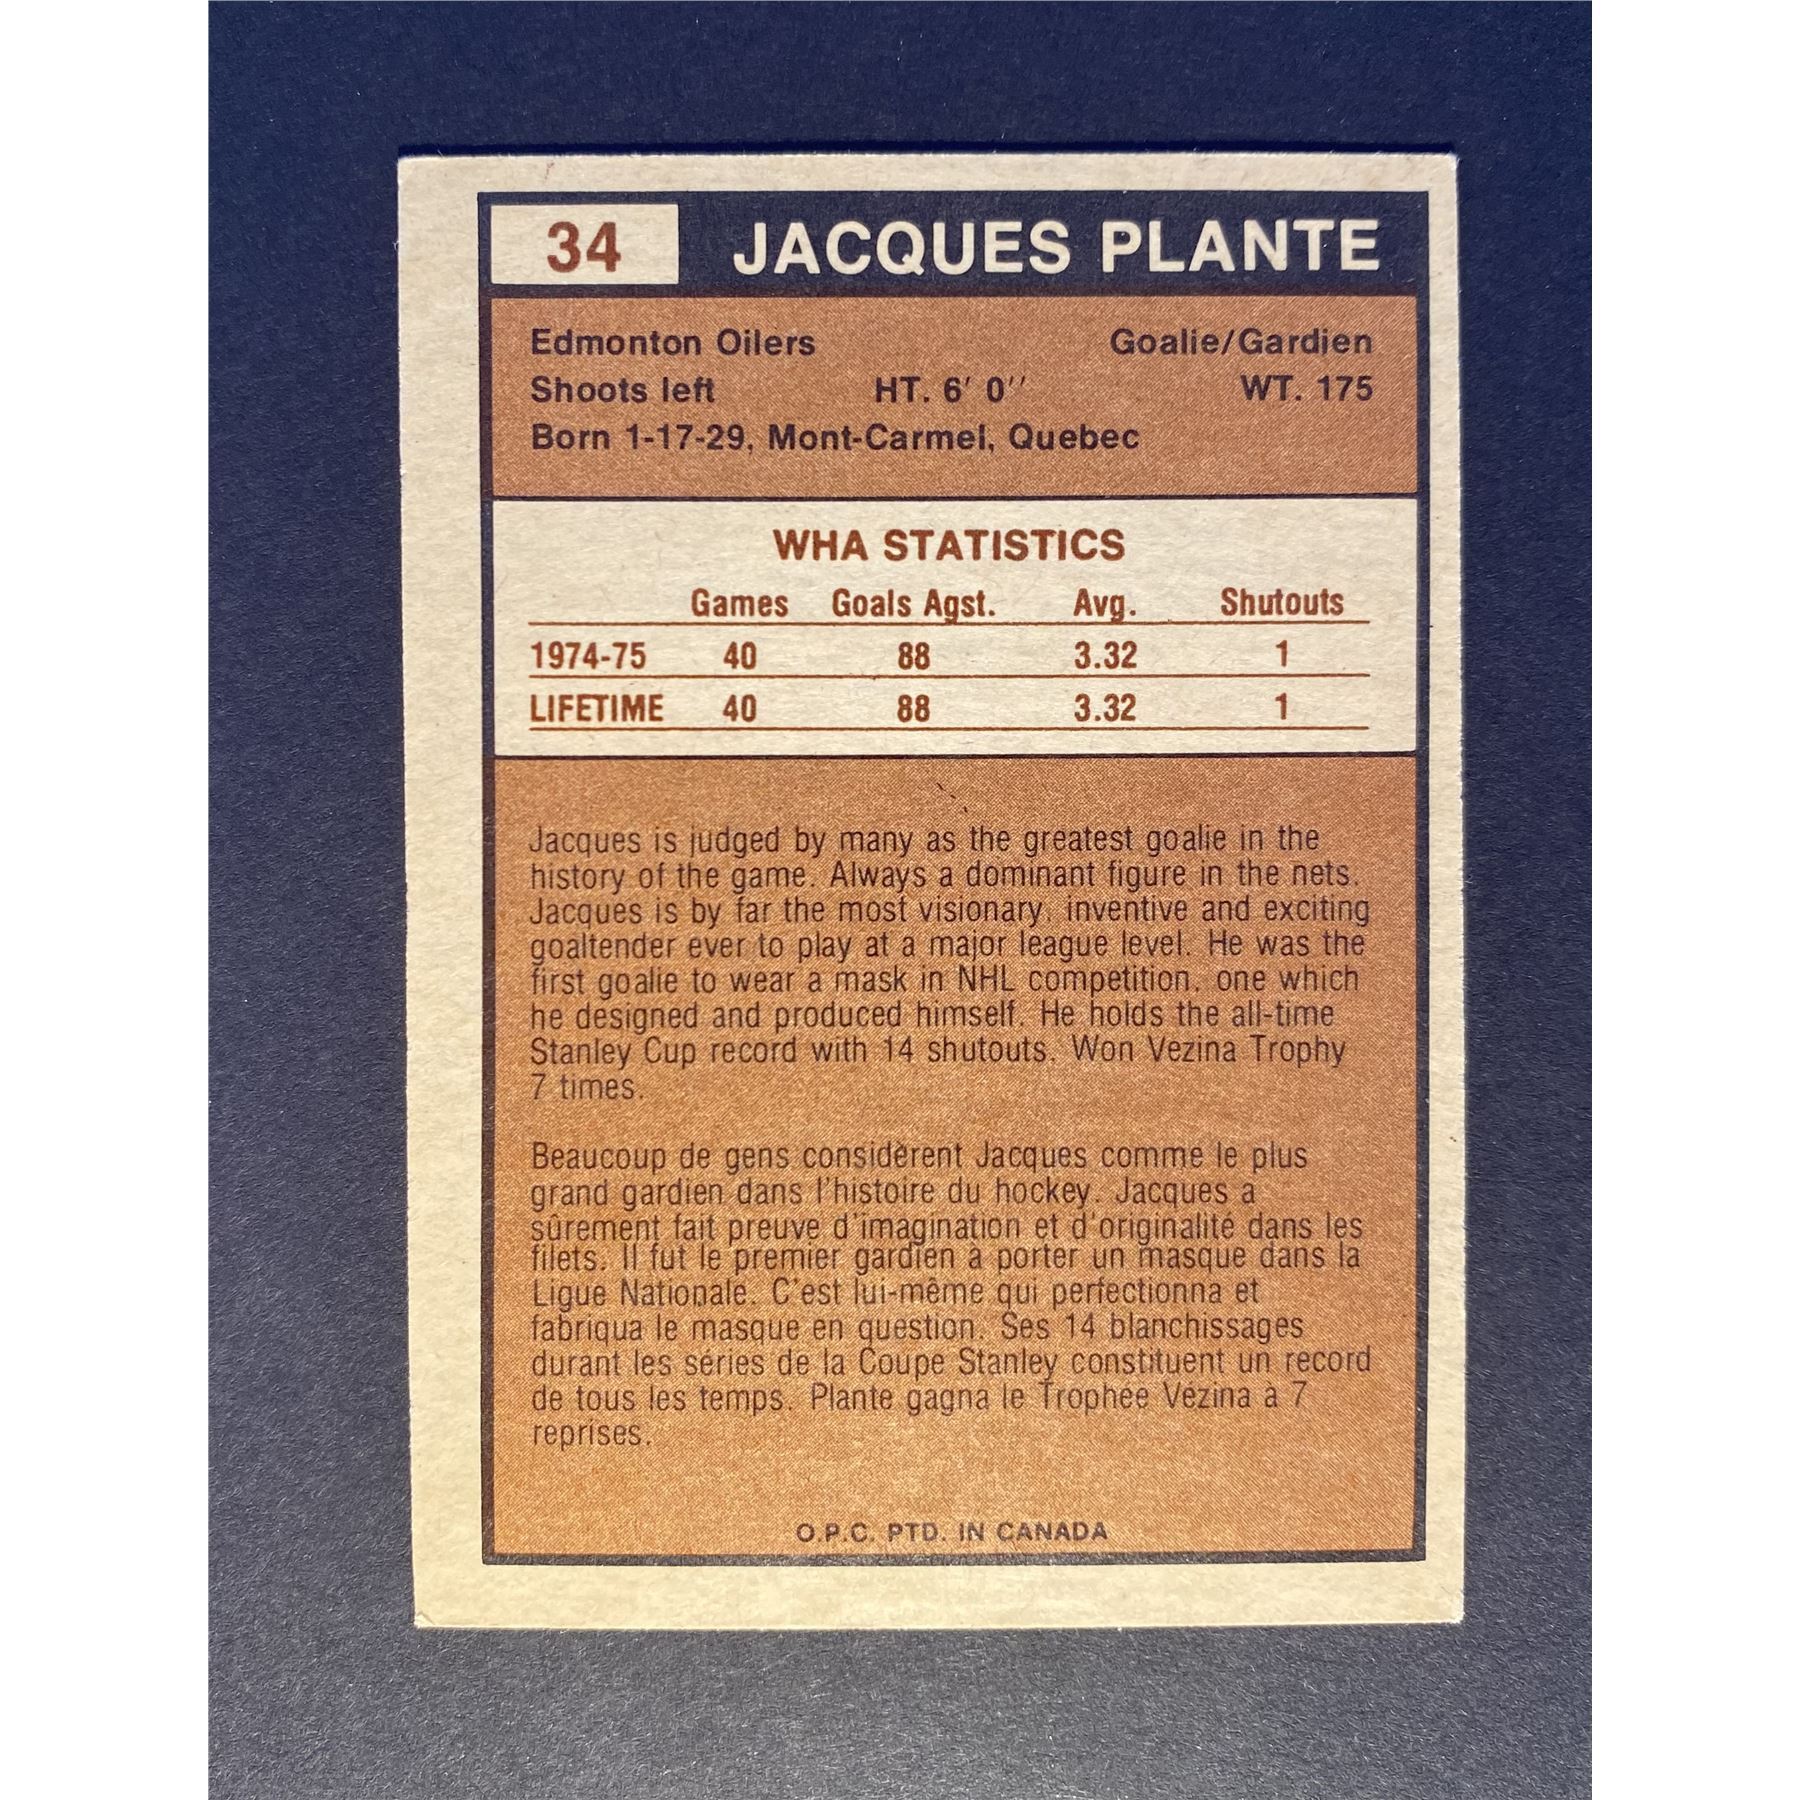 34 JACQUES PLANTE
Edmonton Oilers Goalie/Gardien
Shoots left HT. 6' 0'' WT. 175
Born 1-17-29, Mont-Carmel, Quebec
WHA STATISTICS
Games Goals Agst. Avg. Shutouts
1974-75 40 88 3.32 1
LIFETIME 40 88 3.32 1
Jacques is judged by many as the greatest goalie in the
history of the game. Always a dominant figure in the nets.
Jacques is by far the most visionary, inventive and exciting
goaltender ever to play at a major league level. He was the
first goalie to wear a mask in NHL competition, one which
he designed and produced himself. He holds the all-time
Stanley Cup record with 14 shutouts. Won Vezina Trophy
7 times.
Beaucoup de gens considèrent Jacques comme le plus
grand gardien dans l'histoire du hockey. Jacques a
sûrement fait preuve d'imagination et d'originalité dans les
filets. Il fut le premier gardien à porter un masque dans la
Ligue Nationale. C'est lui-même qui perfectionna et
fabriqua le masque en question. Ses 14 blanchissages
durant les séries de la Coupe Stanley constituent un record
de tous les temps. Plante gagna le Trophée Vézina à 7
reprises.
O.P.C. PTD. IN CANADA